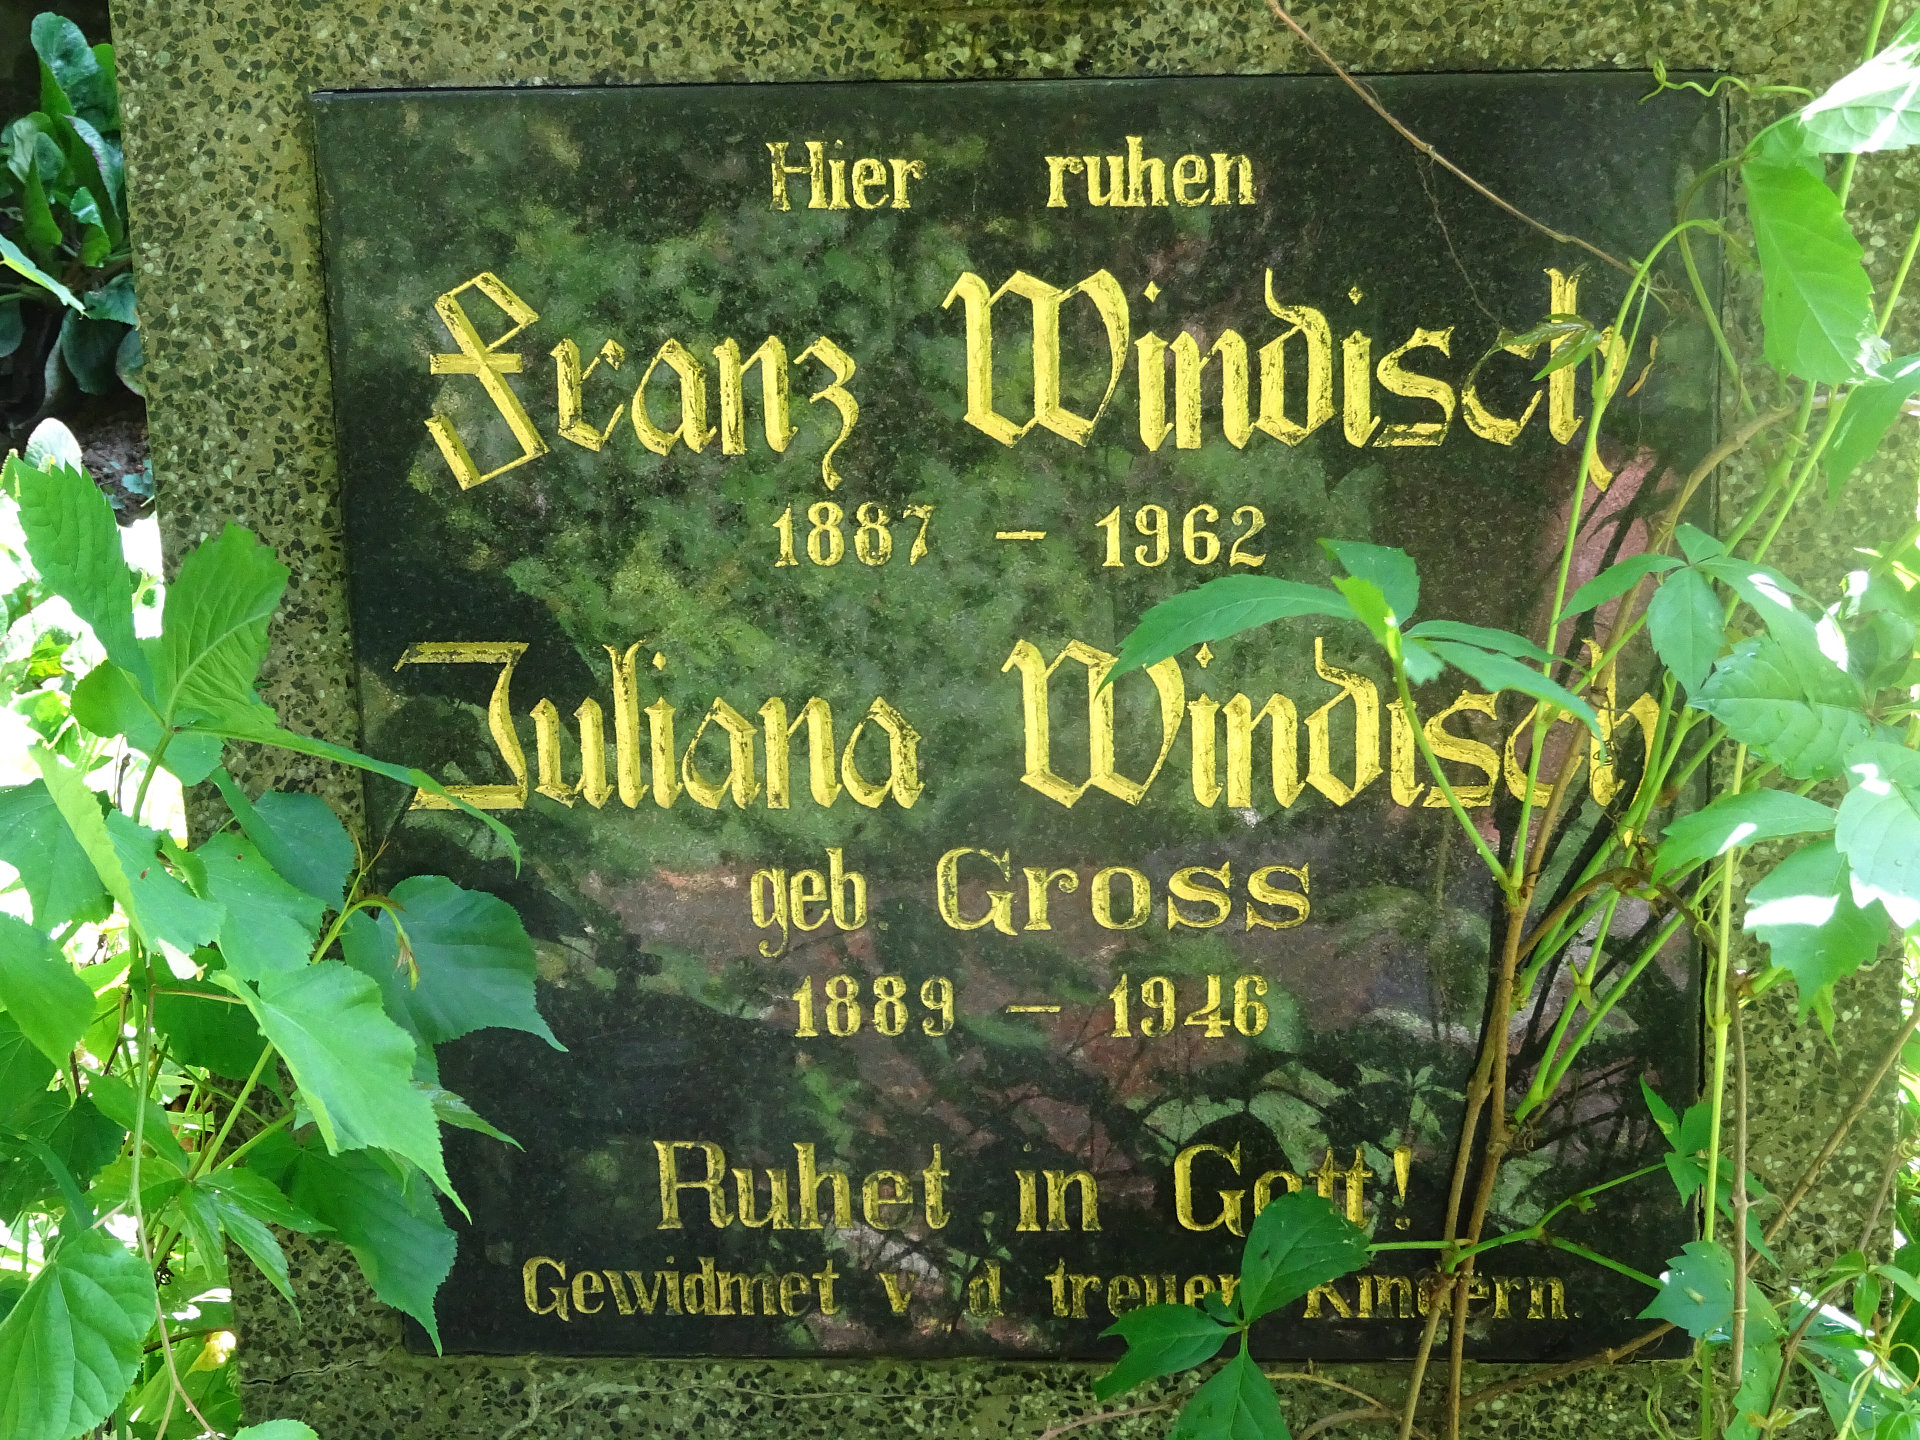 Hier ruhen
Franz Windisch
1887 – 1962
Juliana Windisch
geb. Gross
1889 – 1946
Ruhet in Gott!
Gewidmet v. d. treuen Kindern.